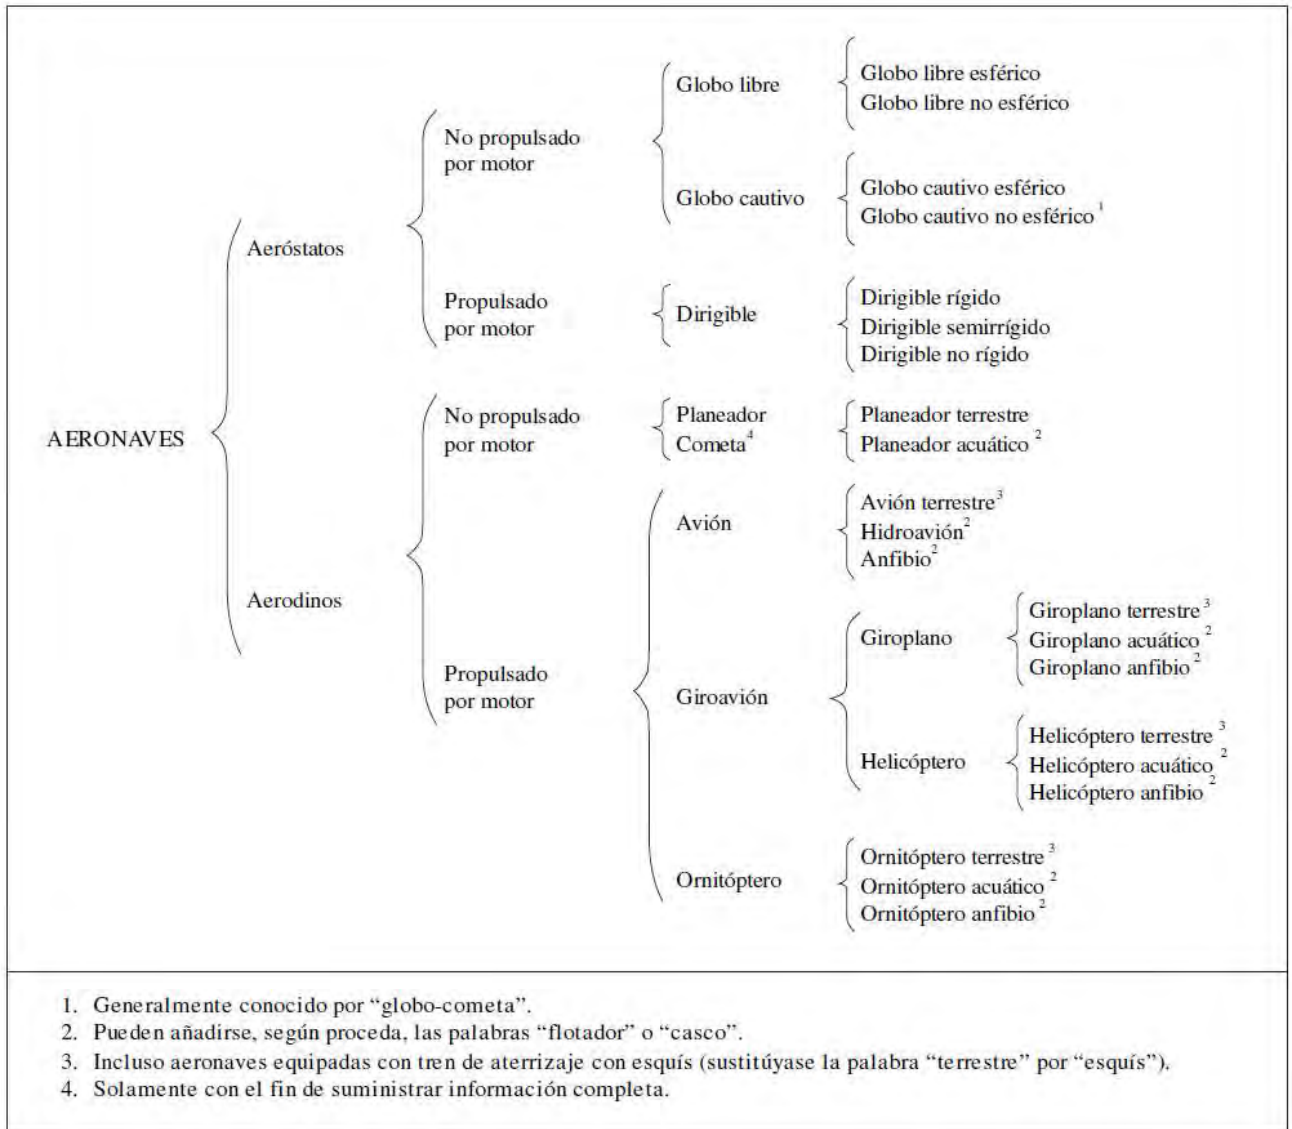 AERONAVES
Aeróstatos
No propulsado
por motor
Globo libre
Globo libre esférico
Globo libre no esférico
Globo cautivo
Globo cautivo esférico
Globo cautivo no esférico 1
Propulsado
por motor
Dirigible
Dirigible rígido
Dirigible semirrígido
Dirigible no rígido
Aerodinos
No propulsado
por motor
Planeador
Cometa4
Planeador terrestre
Planeador acuático 2
Propulsado
por motor
Avión
Avión terrestre3
Hidroavión2
Anfibio2
Giroavión
Giroplano
Giroplano terrestre 3
Giroplano acuático 2
Giroplano anfibio 2
Helicóptero
Helicóptero terrestre 3
Helicóptero acuático 2
Helicóptero anfibio 2
Ornitóptero
Ornitóptero terrestre 3
Ornitóptero acuático 2
Ornitóptero anfibio 2
1. Generalmente conocido por “globo-cometa”.
2. Pueden añadirse, según proceda, las palabras “flotador” o “casco”.
3. Incluso aeronaves equipadas con tren de aterrizaje con esquís (sustitúyase la palabra “terrestre” por “esquís”).
4. Solamente con el fin de suministrar información completa.